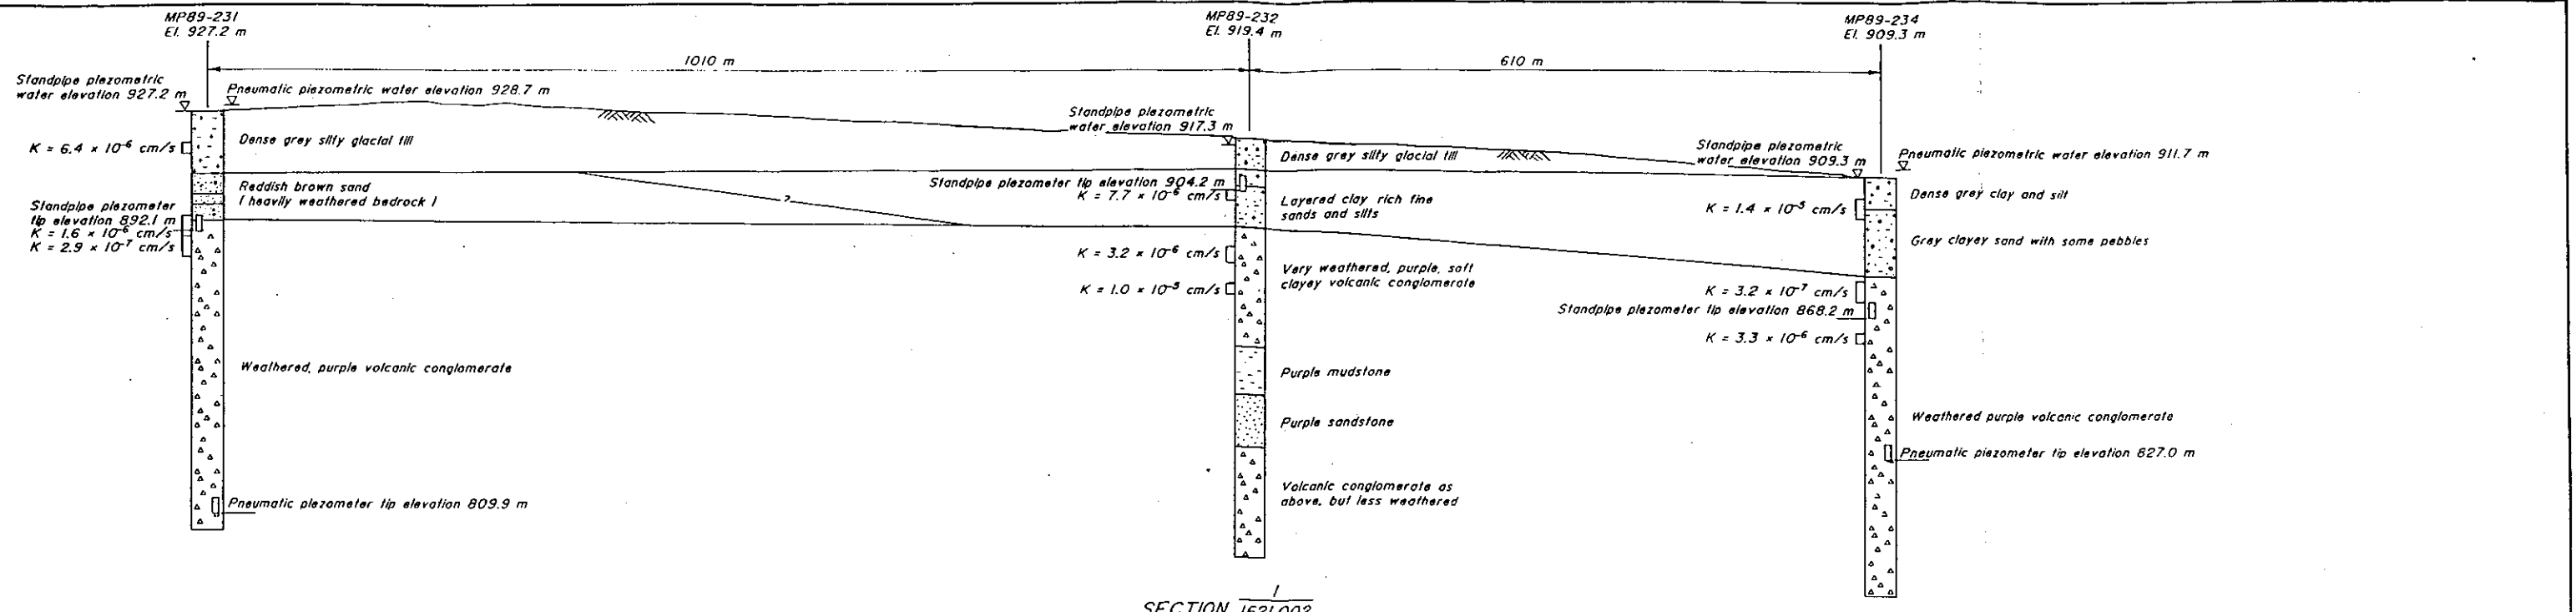 MP89-231
El. 927.2 m
MP89-232
El. 919.4 m
MP89-234
El. 909.3 m
1010 m
610 m
Standpipe piezometric
water elevation 927.2 m
Pneumatic piezometric water elevation 928.7 m
K = 6.4 x 10⁻⁶ cm/s
Dense grey silty glacial till
Reddish brown sand
( heavily weathered bedrock )
Standpipe piezometer
tip elevation 892.1 m
K = 1.6 x 10⁻⁶ cm/s
K = 2.9 x 10⁻⁷ cm/s
Weathered, purple volcanic conglomerate
Pneumatic piezometer tip elevation 809.9 m
?
Standpipe piezometric
water elevation 917.3 m
Dense grey silty glacial till
Standpipe piezometer tip elevation 904.2 m
K = 7.7 x 10⁻⁶ cm/s
Layered clay rich fine
sands and silts
K = 3.2 x 10⁻⁶ cm/s
Very weathered, purple, soft
clayey volcanic conglomerate
K = 1.0 x 10⁻⁵ cm/s
Purple mudstone
Purple sandstone
Volcanic conglomerate as
above, but less weathered
Standpipe piezometric
water elevation 909.3 m
Pneumatic piezometric water elevation 911.7 m
Dense grey clay and silt
K = 1.4 x 10⁻⁵ cm/s
Grey clayey sand with some pebbles
K = 3.2 x 10⁻⁷ cm/s
Standpipe piezometer tip elevation 868.2 m
K = 3.3 x 10⁻⁶ cm/s
Weathered purple volcanic conglomerate
Pneumatic piezometer tip elevation 827.0 m
SECTION 1